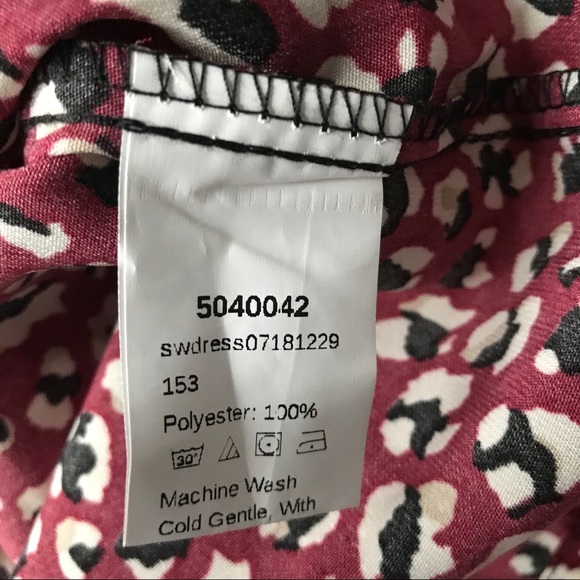 5040042
swdress07181229
153
Polyester: 100%
30°
Machine Wash
Cold Gentle, With